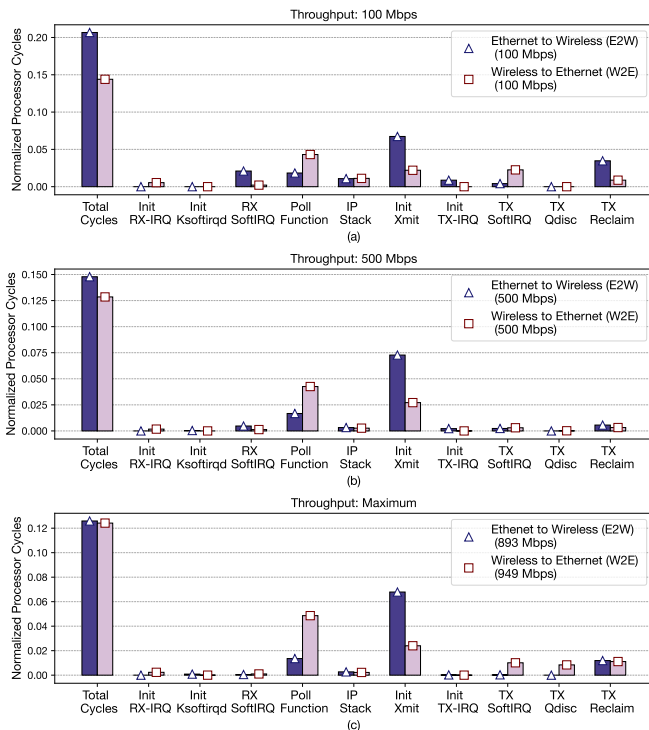 Throughput: 100 Mbps
Normalized Processor Cycles
0.20
0.15
0.10
0.05
0.00
Ethernet to Wireless (E2W)
(100 Mbps)
Wireless to Ethernet (W2E)
(100 Mbps)
Total Init Init RX Poll IP Init Init TX TX TX
Cycles RX-IRQ Ksoftirqd SoftIRQ Function Stack Xmit TX-IRQ SoftIRQ Qdisc Reclaim
(a)
Throughput: 500 Mbps
Normalized Processor Cycles
0.150
0.125
0.100
0.075
0.050
0.025
0.000
Ethernet to Wireless (E2W)
(500 Mbps)
Wireless to Ethernet (W2E)
(500 Mbps)
Total Init Init RX Poll IP Init Init TX TX TX
Cycles RX-IRQ Ksoftirqd SoftIRQ Function Stack Xmit TX-IRQ SoftIRQ Qdisc Reclaim
(b)
Throughput: Maximum
Normalized Processor Cycles
0.12
0.10
0.08
0.06
0.04
0.02
0.00
Ethenet to Wireless (E2W)
(893 Mbps)
Wireless to Ethernet (W2E)
(949 Mbps)
Total Init Init RX Poll IP Init Init TX TX TX
Cycles RX-IRQ Ksoftirqd SoftIRQ Function Stack Xmit TX-IRQ SoftIRQ Qdisc Reclaim
(c)